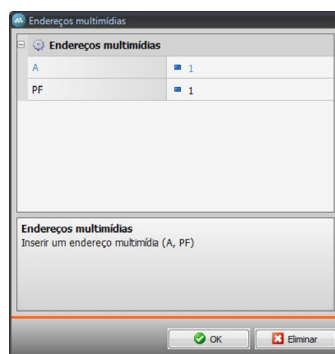 Endereços multimídias
Endereços multimídias
A 1
PF 1
Endereços multimídias
Inserir um endereço multimídia (A, PF)
OK Eliminar